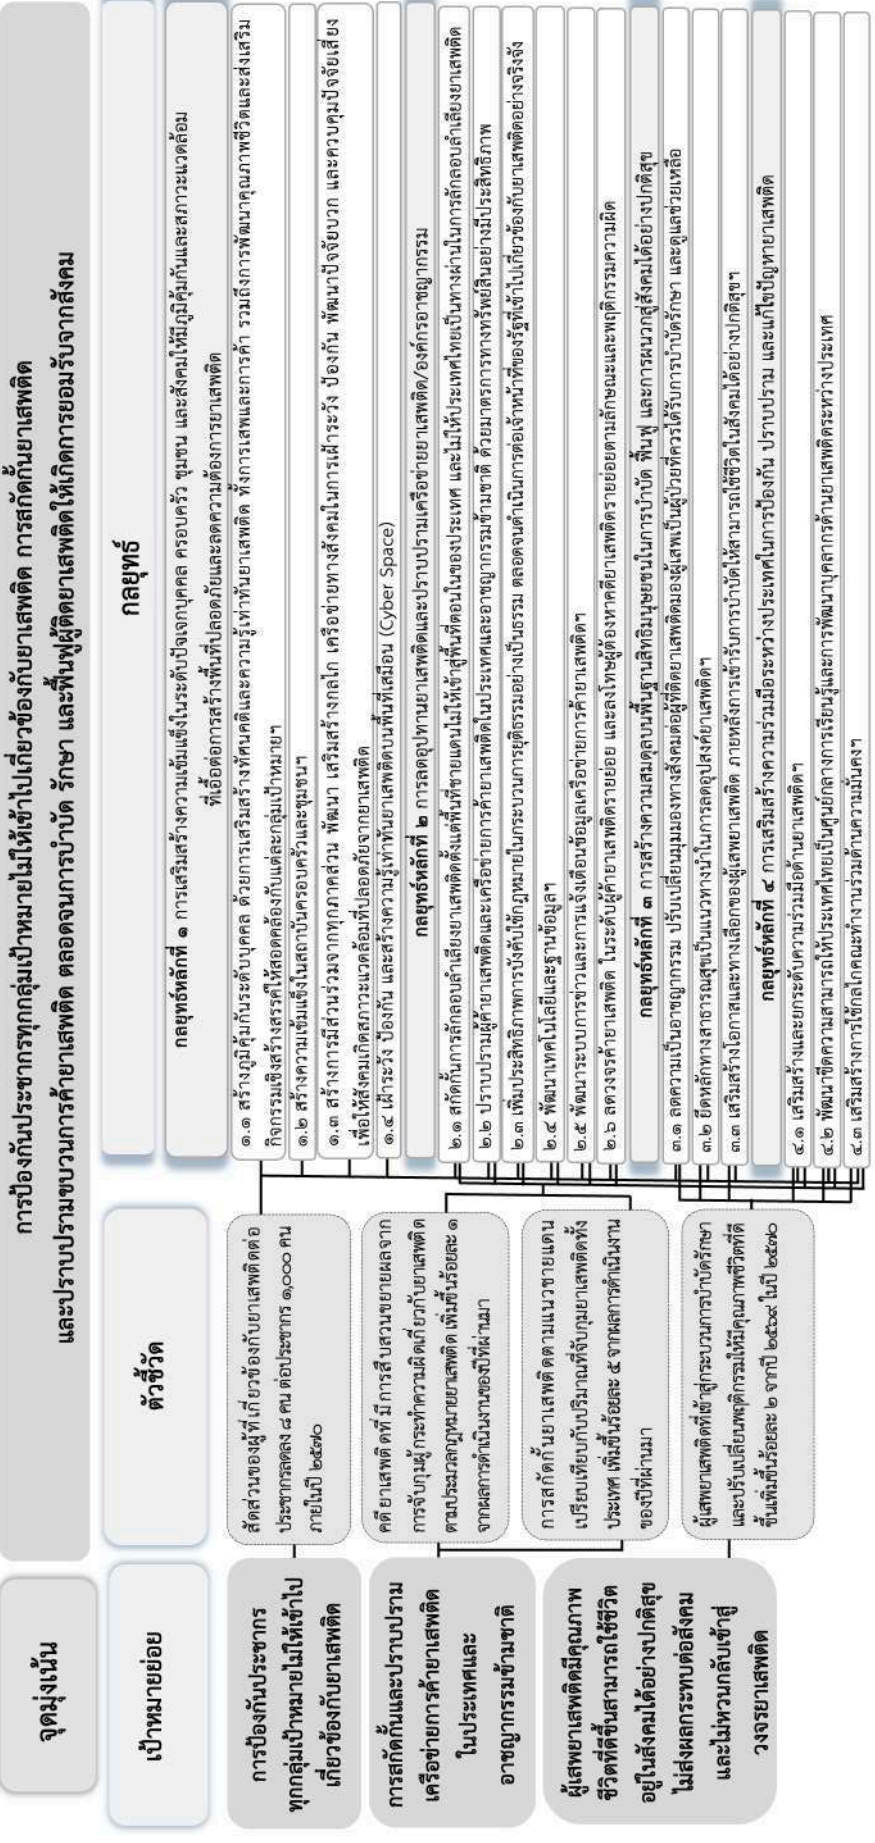 จุดมุ่งเน้น
การป้องกันประชากรทุกกลุ่มเป้าหมายไม่ให้เข้าไปเกี่ยวข้องกับยาเสพติด การสกัดกั้นยาเสพติด
และปราบปรามขบวนการค้ายาเสพติด ตลอดจนการบำบัด รักษา และฟื้นฟูผู้ติดยาเสพติดให้เกิดการยอมรับจากสังคม
เป้าหมายย่อย
ตัวชี้วัด
กลยุทธ์
การป้องกันประชากร
ทุกกลุ่มเป้าหมายไม่ให้เข้าไป
เกี่ยวข้องกับยาเสพติด
การสกัดกั้นและปราบปราม
เครือข่ายการค้ายาเสพติด
ในประเทศและ
อาชญากรรมข้ามชาติ
ผู้เสพยาเสพติดมีคุณภาพ
ชีวิตที่ดีขึ้นสามารถใช้ชีวิต
อยู่ในสังคมได้อย่างปกติสุข
ไม่ส่งผลกระทบต่อสังคม
และไม่หวนกลับเข้าสู่
วงจรยาเสพติด
สัดส่วนของผู้ที่เกี่ยวข้องกับยาเสพติดต่อ
ประชากรลดลง ๘ คน ต่อประชากร ๑,๐๐๐ คน
ภายในปี ๒๕๗๐
คดียาเสพติดที่มีการสืบสวนขยายผลจาก
การจับกุมผู้กระทำความผิดเกี่ยวกับยาเสพติด
ตามประมวลกฎหมายยาเสพติด เพิ่มขึ้นร้อยละ ๑
จากผลการดำเนินงานของปีที่ผ่านมา
การสกัดกั้นยาเสพติดตามแนวชายแดน
เปรียบเทียบกับปริมาณที่จับกุมยาเสพติดทั้ง
ประเทศ เพิ่มขึ้นร้อยละ ๕ จากผลการดำเนินงาน
ของปีที่ผ่านมา
ผู้เสพยาเสพติดที่เข้าสู่กระบวนการบำบัดรักษา
และปรับเปลี่ยนพฤติกรรมให้มีคุณภาพชีวิตที่ดี
ขึ้นเพิ่มขึ้นร้อยละ ๒ จากปี ๒๕๖๙ ในปี ๒๕๗๐
กลยุทธ์หลักที่ ๑ การเสริมสร้างความเข้มแข็งในระดับปัจเจกบุคคล ครอบครัว ชุมชน และสังคมให้มีภูมิคุ้มกันและสภาวะแวดล้อม
ที่เอื้อต่อการสร้างพื้นที่ปลอดภัยและลดความต้องการยาเสพติด
๑.๑ สร้างภูมิคุ้มกันระดับบุคคล ด้วยการเสริมสร้างทัศนคติและความรู้เท่าทันยาเสพติด ทั้งการเสพและการค้า รวมถึงการพัฒนาคุณภาพชีวิตและส่งเสริม
กิจกรรมเชิงสร้างสรรค์ให้สอดคล้องกับแต่ละกลุ่มเป้าหมายฯ
๑.๒ สร้างความเข้มแข็งในสถาบันครอบครัวและชุมชนฯ
๑.๓ สร้างการมีส่วนร่วมจากทุกภาคส่วน พัฒนา เสริมสร้างกลไก เครือข่ายทางสังคมในการเฝ้าระวัง ป้องกัน พัฒนาปัจจัยบวก และควบคุมปัจจัยเสี่ยง
เพื่อให้สังคมเกิดสภาวะแวดล้อมที่ปลอดภัยจากยาเสพติด
๑.๔ เฝ้าระวัง ป้องกัน และสร้างความรู้เท่าทันยาเสพติดบนพื้นที่เสมือน (Cyber Space)
กลยุทธ์หลักที่ ๒ การลดอุปทานยาเสพติดและปราบปรามเครือข่ายยาเสพติด/องค์กรอาชญากรรม
๒.๑ สกัดกั้นการลักลอบลำเลียงยาเสพติดตั้งแต่พื้นที่ชายแดนไม่ให้เข้าสู่พื้นที่ตอนในของประเทศ และไม่ให้ประเทศไทยเป็นทางผ่านในการลักลอบลำเลียงยาเสพติด
๒.๒ ปราบปรามผู้ค้ายาเสพติดและเครือข่ายการค้ายาเสพติดในประเทศและอาชญากรรมข้ามชาติ ด้วยมาตรการทางทรัพย์สินอย่างมีประสิทธิภาพ
๒.๓ เพิ่มประสิทธิภาพการบังคับใช้กฎหมายในกระบวนการยุติธรรมอย่างเป็นธรรม ตลอดจนดำเนินการต่อเจ้าหน้าที่ของรัฐที่เข้าไปเกี่ยวข้องกับยาเสพติดอย่างจริงจัง
๒.๔ พัฒนาเทคโนโลยีและฐานข้อมูลฯ
๒.๕ พัฒนาระบบการข่าวและการแจ้งเตือนข้อมูลเครือข่ายการค้ายาเสพติดฯ
๒.๖ ลดวงจรค้ายาเสพติด ในระดับผู้ค้ายาเสพติดรายย่อย และลงโทษผู้ต้องหาคดียาเสพติดรายย่อยตามลักษณะและพฤติกรรมความผิด
กลยุทธ์หลักที่ ๓ การสร้างความสมดุลบนพื้นฐานสิทธิมนุษยชนในการบำบัด ฟื้นฟู และการผนวกสู่สังคมได้อย่างปกติสุข
๓.๑ ลดความเป็นอาชญากรรม ปรับเปลี่ยนมุมมองทางสังคมต่อผู้ที่ติดยาเสพติดมองผู้เสพเป็นผู้ป่วยที่ควรได้รับการบำบัดรักษา และดูแลช่วยเหลือ
๓.๒ ยึดหลักทางสาธารณสุขเป็นแนวทางนำในการลดอุปสงค์ยาเสพติดฯ
๓.๓ เสริมสร้างโอกาสและทางเลือกของผู้เสพยาเสพติด ภายหลังการเข้ารับการบำบัดให้สามารถใช้ชีวิตในสังคมได้อย่างปกติสุขฯ
กลยุทธ์หลักที่ ๔ การเสริมสร้างความร่วมมือระหว่างประเทศในการป้องกัน ปราบปราม และแก้ไขปัญหายาเสพติด
๔.๑ เสริมสร้างและยกระดับความร่วมมือด้านยาเสพติดฯ
๔.๒ พัฒนาขีดความสามารถให้ประเทศไทยเป็นศูนย์กลางการเรียนรู้และการพัฒนาบุคลากรด้านยาเสพติดระหว่างประเทศ
๔.๓ เสริมสร้างการใช้กลไกคณะทำงานร่วมด้านความมั่นคงฯ